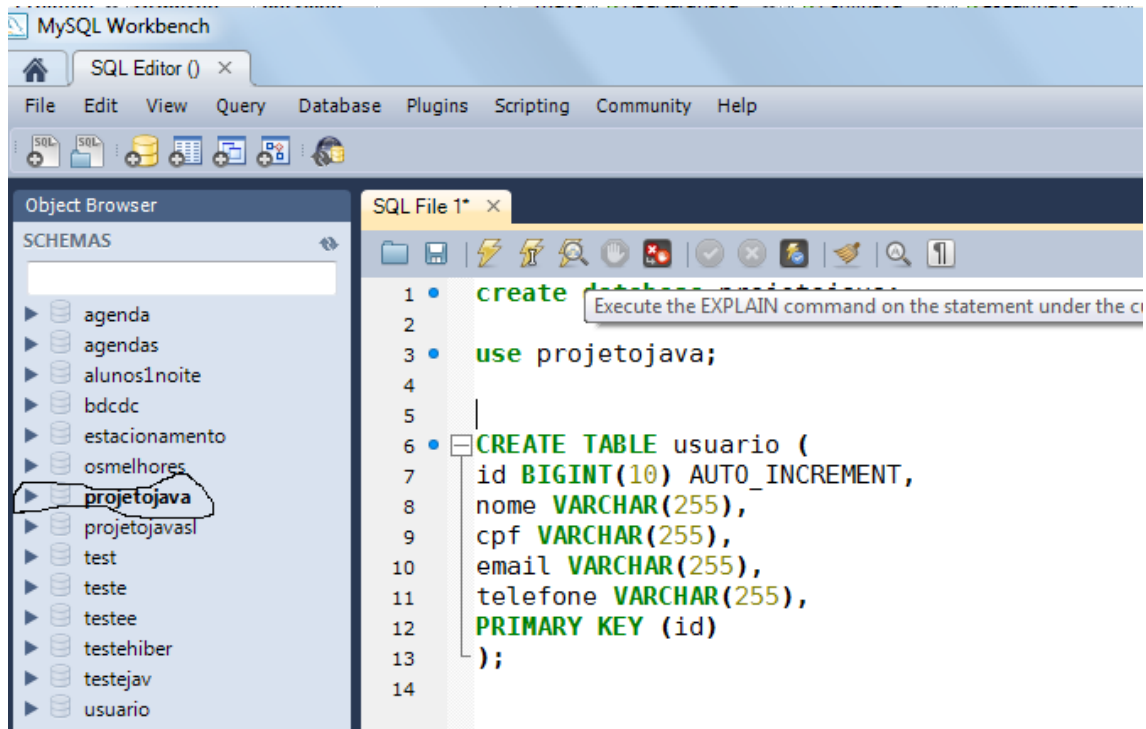 MySQL Workbench
SQL Editor ()
File Edit View Query Database Plugins Scripting Community Help
SQL SQL
Object Browser
SCHEMAS
agenda
agendas
alunos1noite
bdcdc
estacionamento
osmelhores
projetojava
projetojavasl
test
teste
testee
testehiber
testejav
usuario
SQL File 1*
1 create database projetojava;
Execute the EXPLAIN command on the statement under the
2
3 use projetojava;
4
5
6 CREATE TABLE usuario (
7 id BIGINT(10) AUTO_INCREMENT,
8 nome VARCHAR(255),
9 cpf VARCHAR(255),
10 email VARCHAR(255),
11 telefone VARCHAR(255),
12 PRIMARY KEY (id)
13 );
14